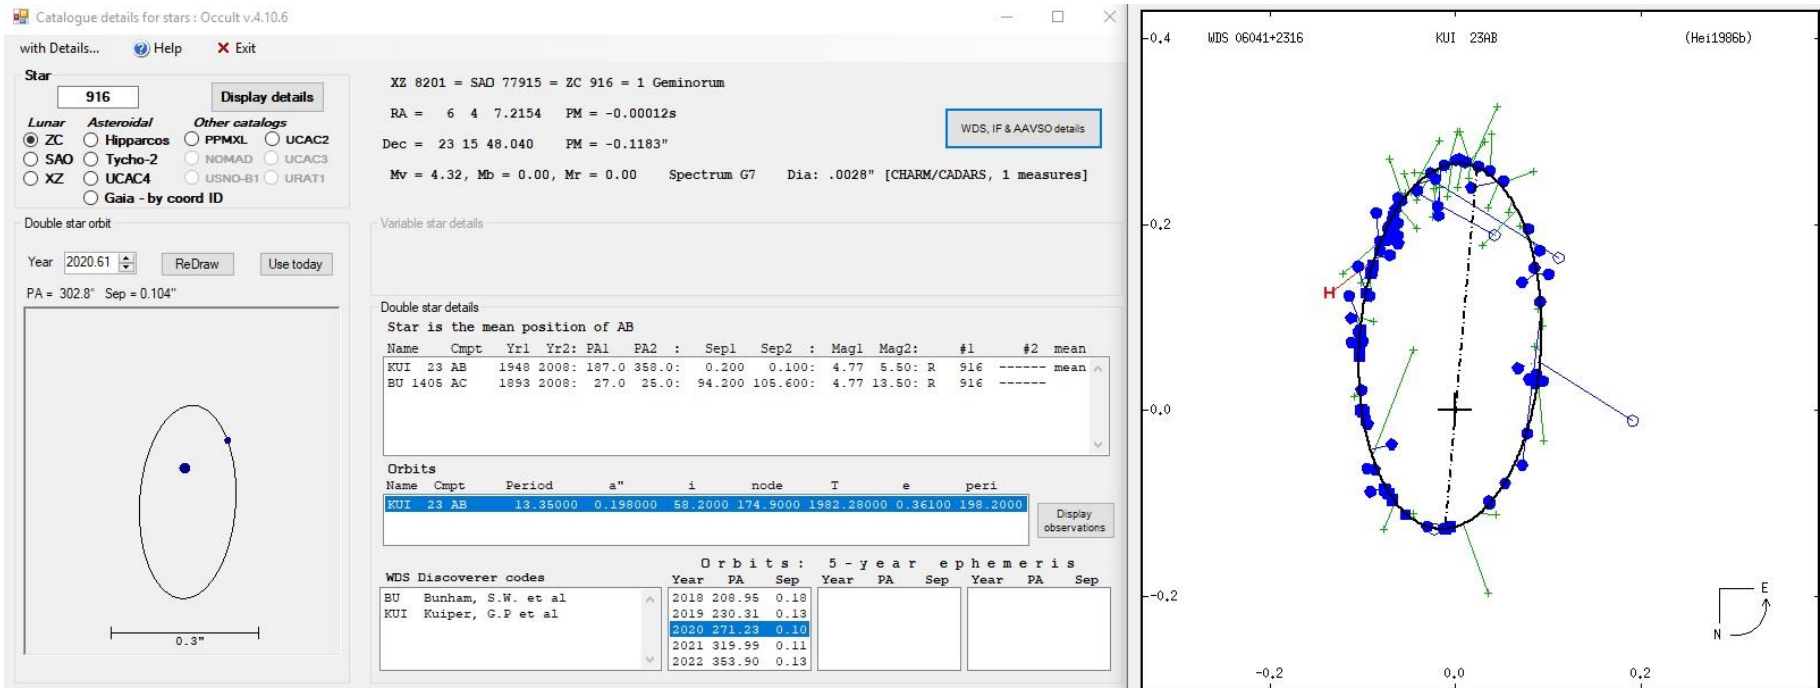 Catalogue details for stars : Occult v.4.10.6
with Details... Help Exit
Star
916 Display details
Lunar Asteroidal Other catalogs
ZC Hipparcos PPMXL UCAC2
SAO Tycho-2 NOMAD UCAC3
XZ UCAC4 USNO-B1 URAT1
Gaia - by coord ID
XZ 8201 = SAO 77915 = ZC 916 = 1 Geminorum
RA = 6 4 7.2154 PM = -0.00012s
Dec = 23 15 48.040 PM = -0.1183"
Mv = 4.32, Mb = 0.00, Mr = 0.00 Spectrum G7 Dia: .0028" [CHARM/CADARS, 1 measures]
WDS, IF & AAVSO details
Double star orbit
Year 2020.61 ReDraw Use today
PA = 302.8° Sep = 0.104"
0.3"
Variable star details
Double star details
Star is the mean position of AB
Name Cmpt Yr1 Yr2: PA1 PA2 : Sep1 Sep2 : Mag1 Mag2: #1 #2 mean
KUI 23 AB 1948 2008: 187.0 358.0: 0.200 0.100: 4.77 5.50: R 916 ------ mean
BU 1405 AC 1893 2008: 27.0 25.0: 94.200 105.600: 4.77 13.50: R 916 ------
Orbits
Name Cmpt Period a" i node T e peri
KUI 23 AB 13.35000 0.198000 58.2000 174.9000 1982.28000 0.36100 198.2000
Display observations
WDS Discoverer codes
BU Bunham, S.W. et al
KUI Kuiper, G.P et al
Orbits: 5-year ephemeris
Year PA Sep Year PA Sep Year PA Sep
2018 208.95 0.18
2019 230.31 0.13
2020 271.23 0.10
2021 319.99 0.11
2022 353.90 0.13
WDS 06041+2316 KUI 23AB (Hei1986b)
-0.4
-0.2
-0.0
-0.2
H
E
N
-0.2 0.0 0.2